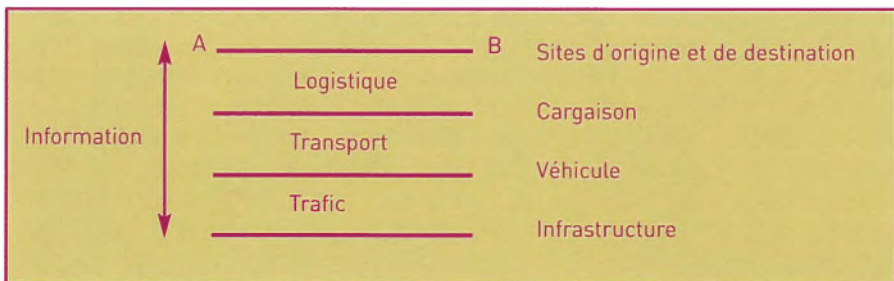 A B Sites d'origine et de destination
Logistique
Cargaison
Information Transport
Véhicule
Trafic
Infrastructure